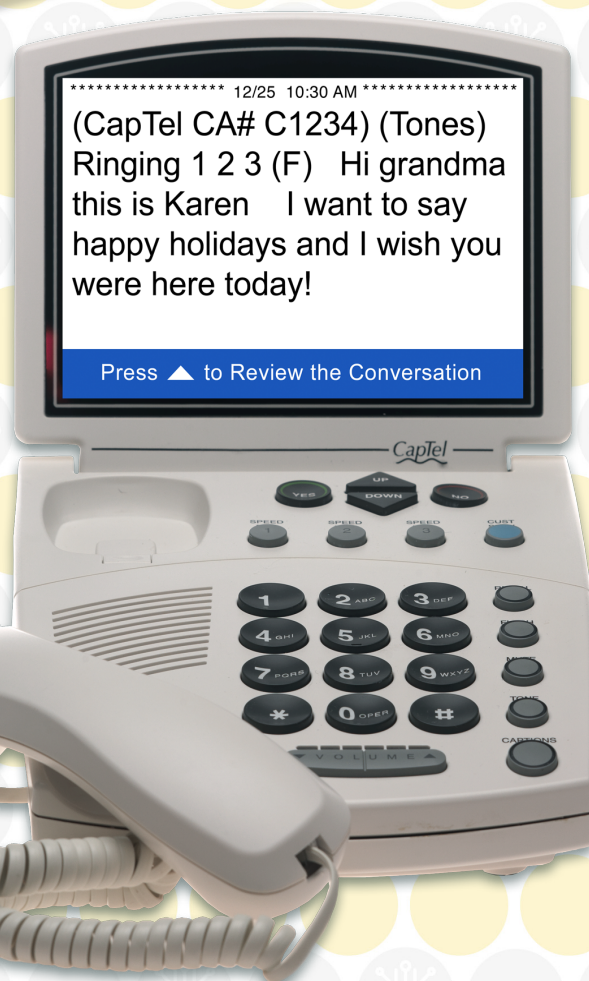 ****************** 12/25 10:30 AM ******************
(CapTel CA# C1234) (Tones)
Ringing 1 2 3 (F) Hi grandma
this is Karen I want to say
happy holidays and I wish you
were here today!
Press ▲ to Review the Conversation
CapTel
UP
YES DOWN NO
SPEED SPEED SPEED CUST
1 2 3
1 2 ABC 3 DEF
4 GHI 5 JKL 6 MNO
7 PQRS 8 TUV 9 WXYZ
TONE
* 0 OPER #
CAPTIONS
▼ VOLUME ▲